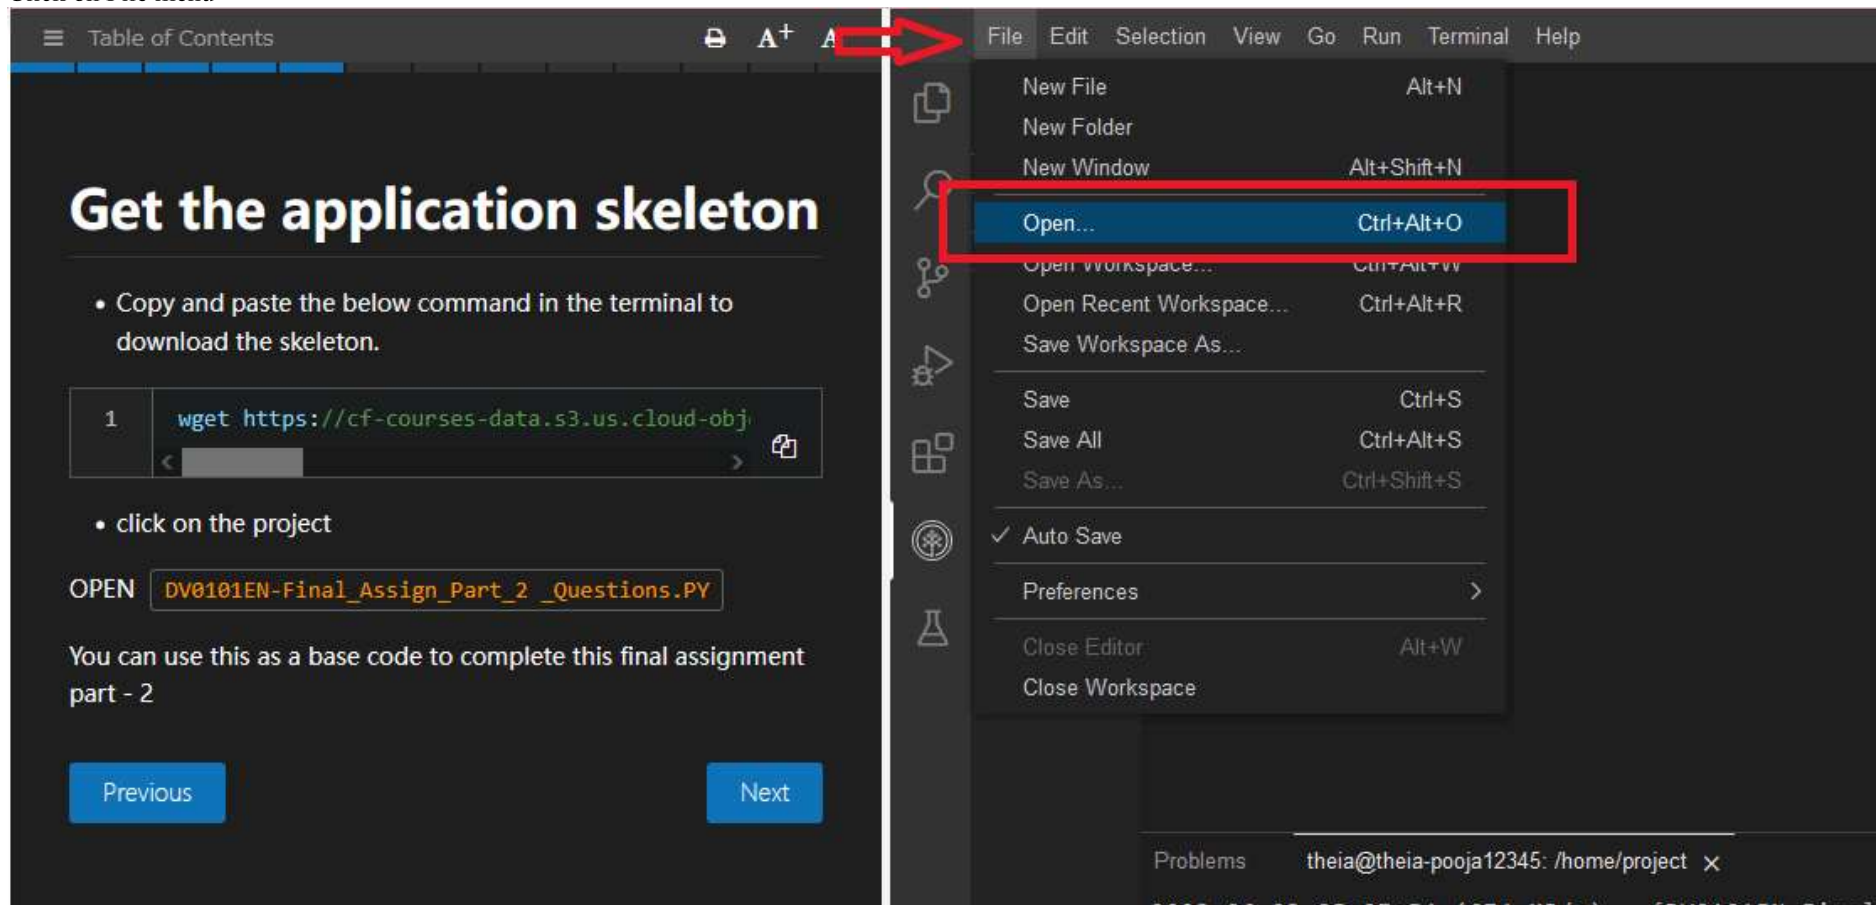 Table of Contents
A+ A
Get the application skeleton
• Copy and paste the below command in the terminal to
download the skeleton.
1 wget https://cf-courses-data.s3.us.cloud-obj
• click on the project
OPEN DV0101EN-Final_Assign_Part_2 _Questions.PY
You can use this as a base code to complete this final assignment
part - 2
Previous Next
File Edit Selection View Go Run Terminal Help
New File Alt+N
New Folder
New Window Alt+Shift+N
Open... Ctrl+Alt+O
Open Workspace... Ctrl+Alt+W
Open Recent Workspace... Ctrl+Alt+R
Save Workspace As...
Save Ctrl+S
Save All Ctrl+Alt+S
Save As... Ctrl+Shift+S
✓ Auto Save
Preferences >
Close Editor Alt+W
Close Workspace
Problems theia@theia-pooja12345: /home/project ×